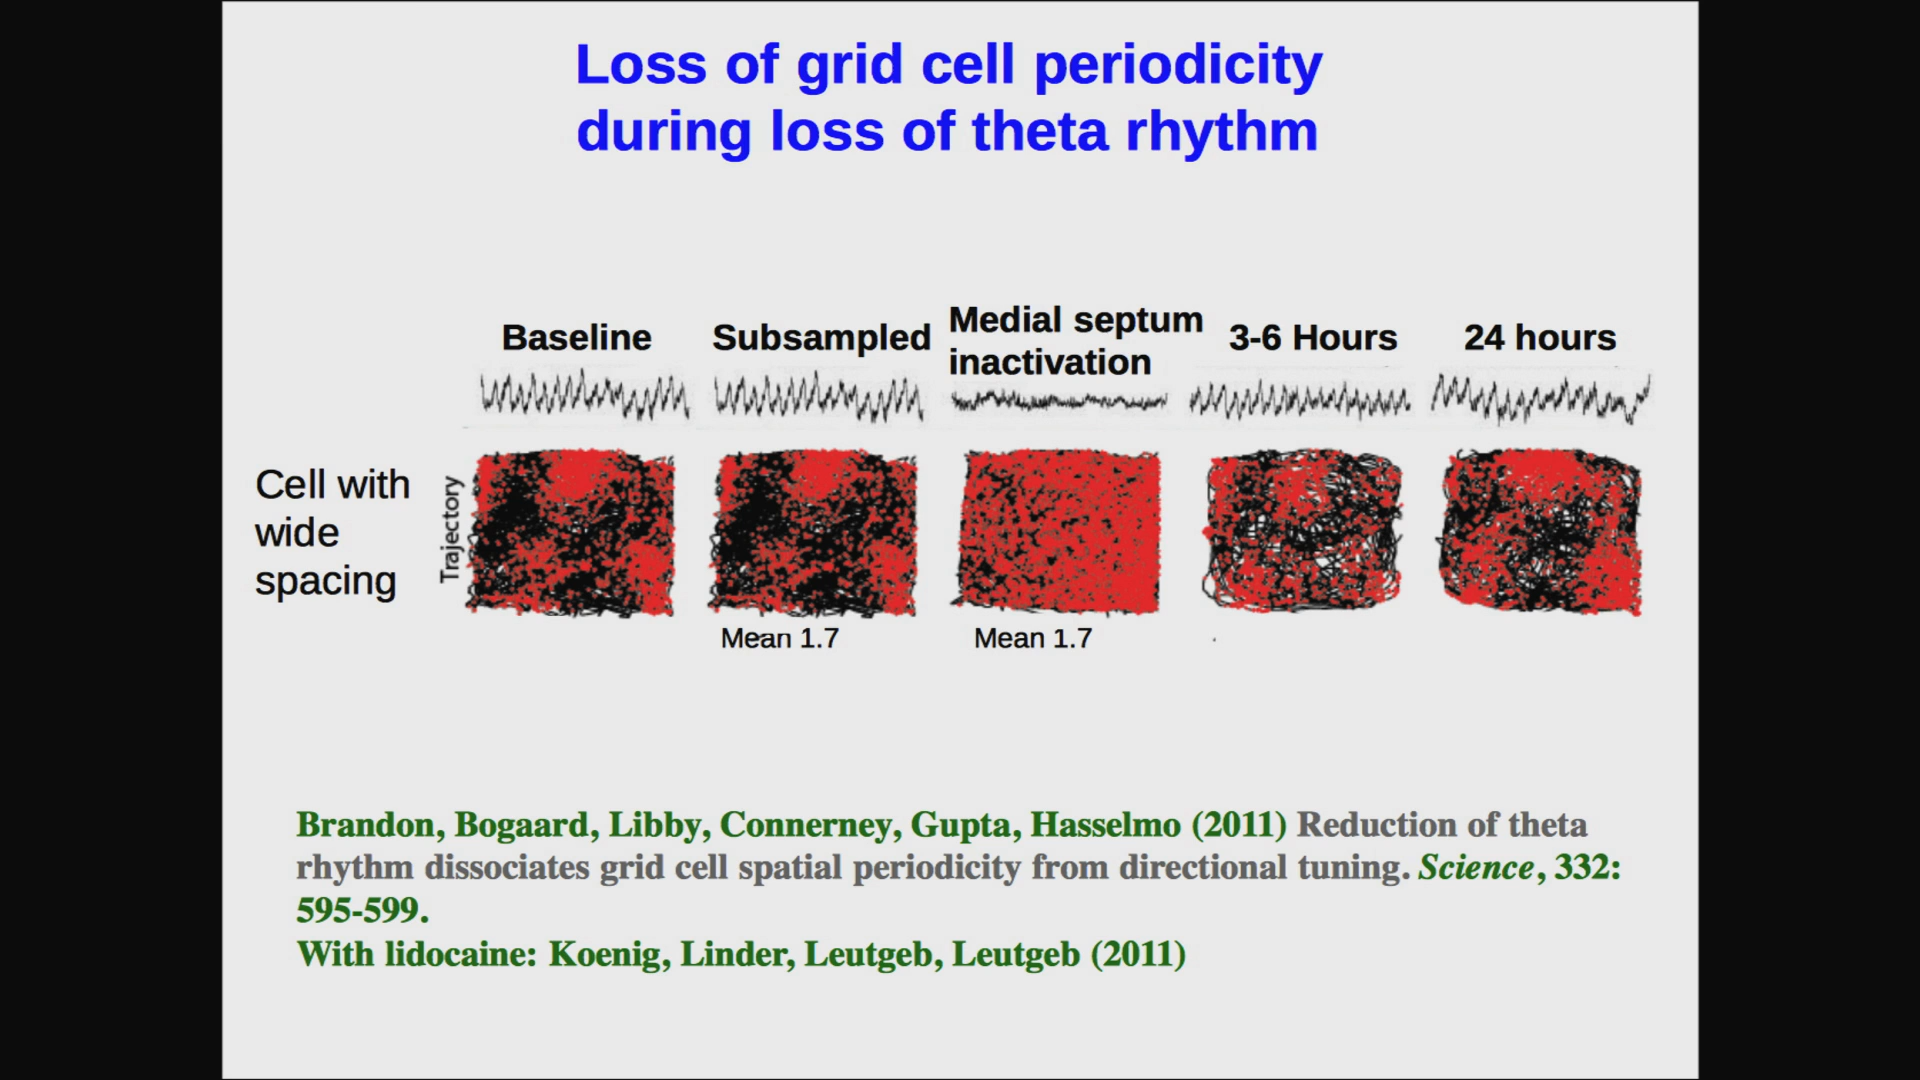 Loss of grid cell periodicity
during loss of theta rhythm
Baseline
Subsampled
Medial septum
inactivation
3-6 Hours
24 hours
Cell with
wide
spacing
Trajectory
Mean 1.7
Mean 1.7
Brandon, Bogaard, Libby, Connerney, Gupta, Hasselmo (2011) Reduction of theta
rhythm dissociates grid cell spatial periodicity from directional tuning. Science, 332:
595-599.
With lidocaine: Koenig, Linder, Leutgeb, Leutgeb (2011)